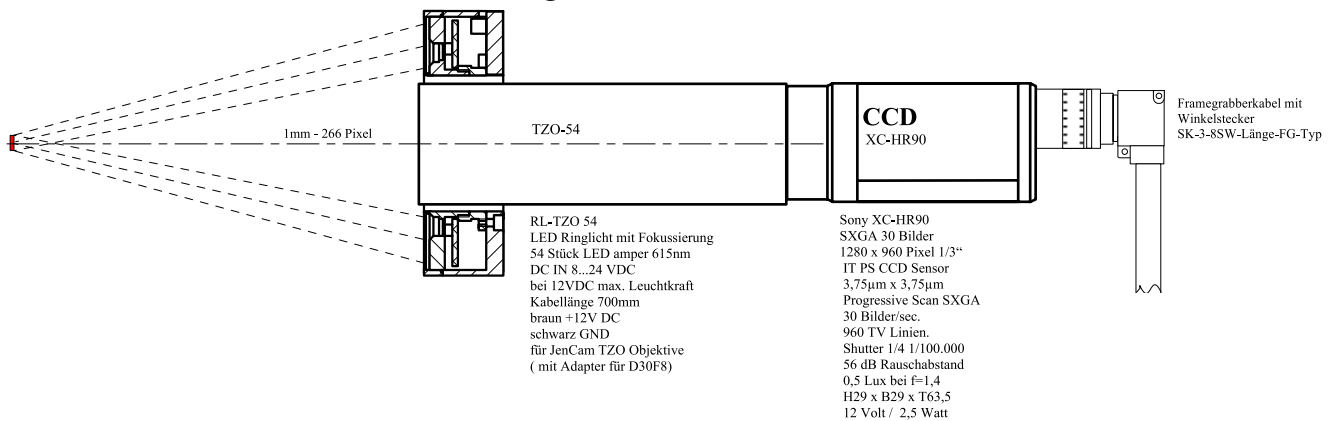 1mm - 266 Pixel
TZO-54
CCD
XC-HR90
Framegrabberkabel mit
Winkelstecker
SK-3-8SW-Länge-FG-Typ
RL-TZO 54
LED Ringlicht mit Fokussierung
54 Stück LED amper 615nm
DC IN 8...24 VDC
bei 12VDC max. Leuchtkraft
Kabellänge 700mm
braun +12V DC
schwarz GND
für JenCam TZO Objektive
( mit Adapter für D30F8)
Sony XC-HR90
SXGA 30 Bilder
1280 x 960 Pixel 1/3“
IT PS CCD Sensor
3,75µm x 3,75µm
Progressive Scan SXGA
30 Bilder/sec.
960 TV Linien.
Shutter 1/4 1/100.000
56 dB Rauschabstand
0,5 Lux bei f=1,4
H29 x B29 x T63,5
12 Volt / 2,5 Watt